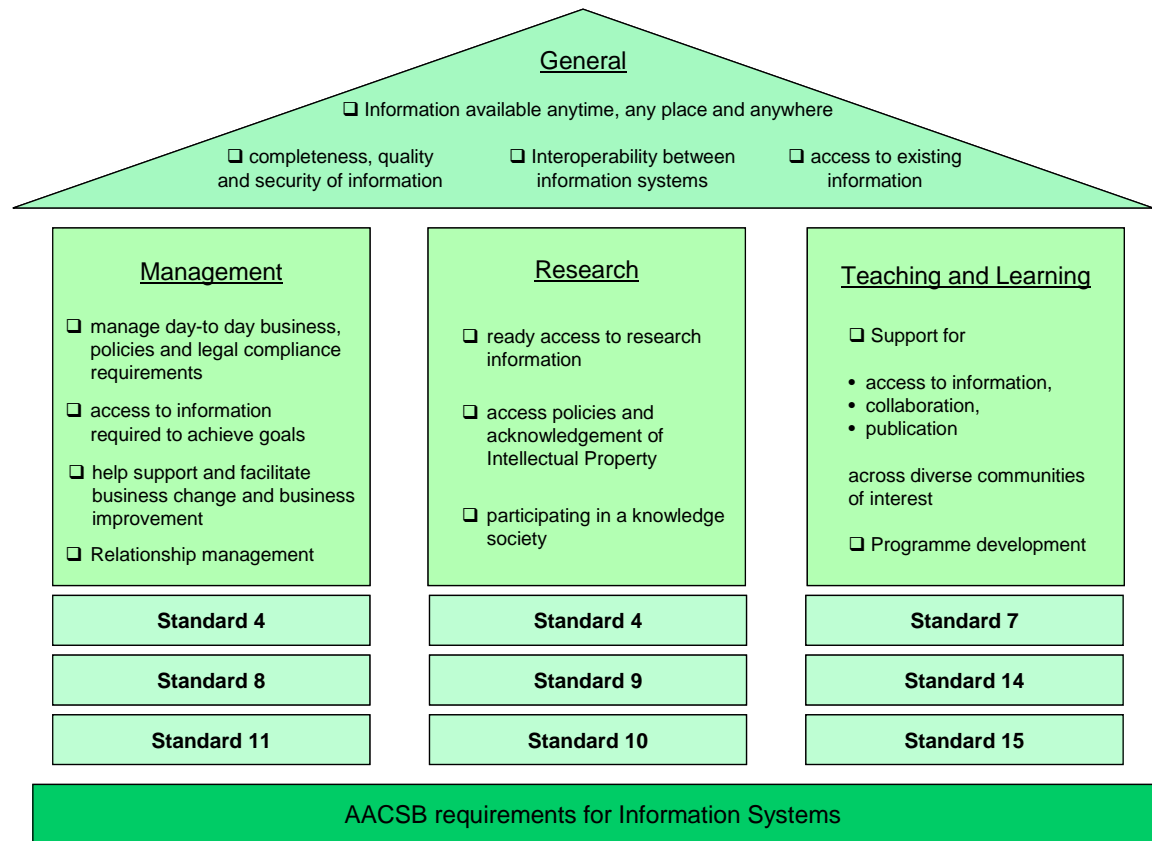 General
❑ Information available anytime, any place and anywhere
❑ completeness, quality
and security of information
❑ Interoperability between
information systems
❑ access to existing
information
Management
❑ manage day-to day business,
policies and legal compliance
requirements
❑ access to information
required to achieve goals
❑ help support and facilitate
business change and business
improvement
❑ Relationship management
Standard 4
Standard 8
Standard 11
Research
❑ ready access to research
information
❑ access policies and
acknowledgement of
Intellectual Property
❑ participating in a knowledge
society
Standard 4
Standard 9
Standard 10
Teaching and Learning
❑ Support for
• access to information,
• collaboration,
• publication
across diverse communities
of interest
❑ Programme development
Standard 7
Standard 14
Standard 15
AACSB requirements for Information Systems